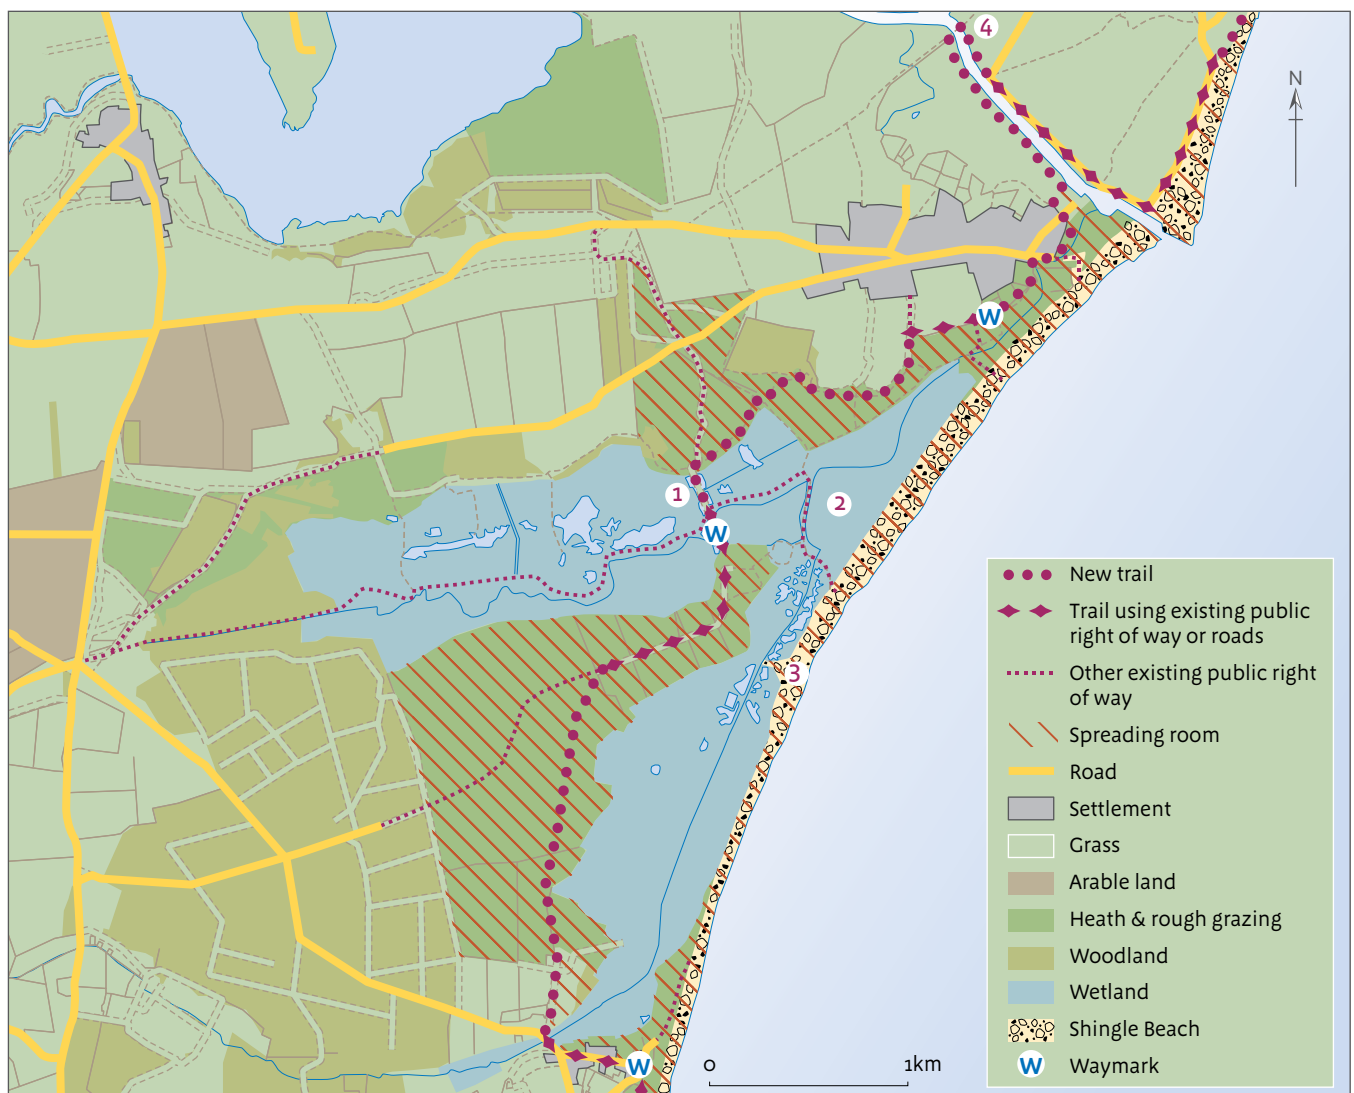 4
N
W
1
2
W
3
New trail
Trail using existing public
right of way or roads
Other existing public right
of way
Spreading room
Road
Settlement
Grass
Arable land
Heath & rough grazing
Woodland
Wetland
Shingle Beach
W Waymark
W
0 1km